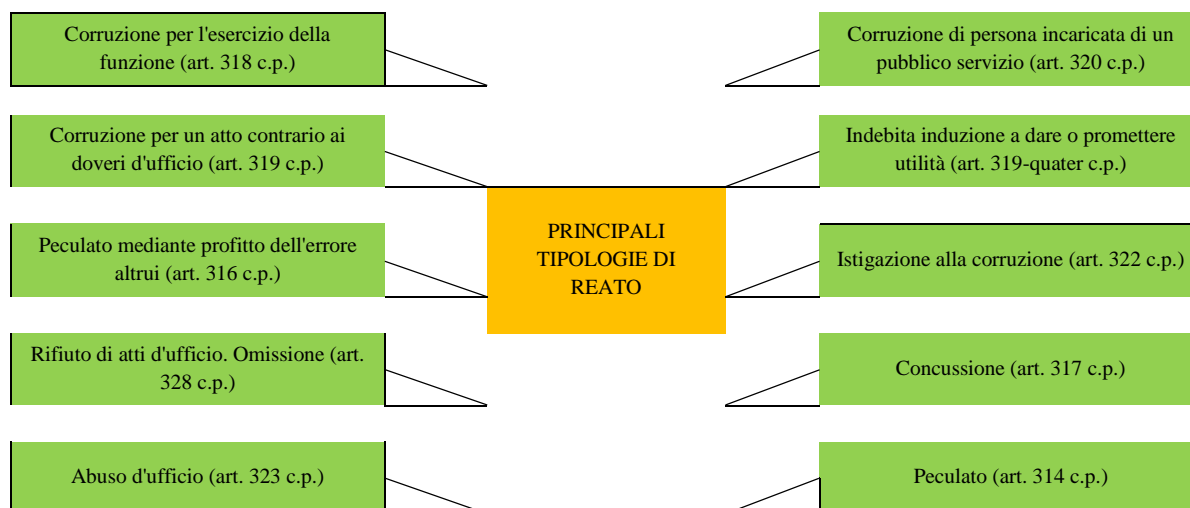 Corruzione per l'esercizio della
funzione (art. 318 c.p.)
Corruzione di persona incaricata di un
pubblico servizio (art. 320 c.p.)
Corruzione per un atto contrario ai
doveri d'ufficio (art. 319 c.p.)
Indebita induzione a dare o promettere
utilità (art. 319-quater c.p.)
PRINCIPALI
TIPOLOGIE DI
REATO
Peculato mediante profitto dell'errore
altrui (art. 316 c.p.)
Istigazione alla corruzione (art. 322 c.p.)
Rifiuto di atti d'ufficio. Omissione (art.
328 c.p.)
Concussione (art. 317 c.p.)
Abuso d'ufficio (art. 323 c.p.)
Peculato (art. 314 c.p.)